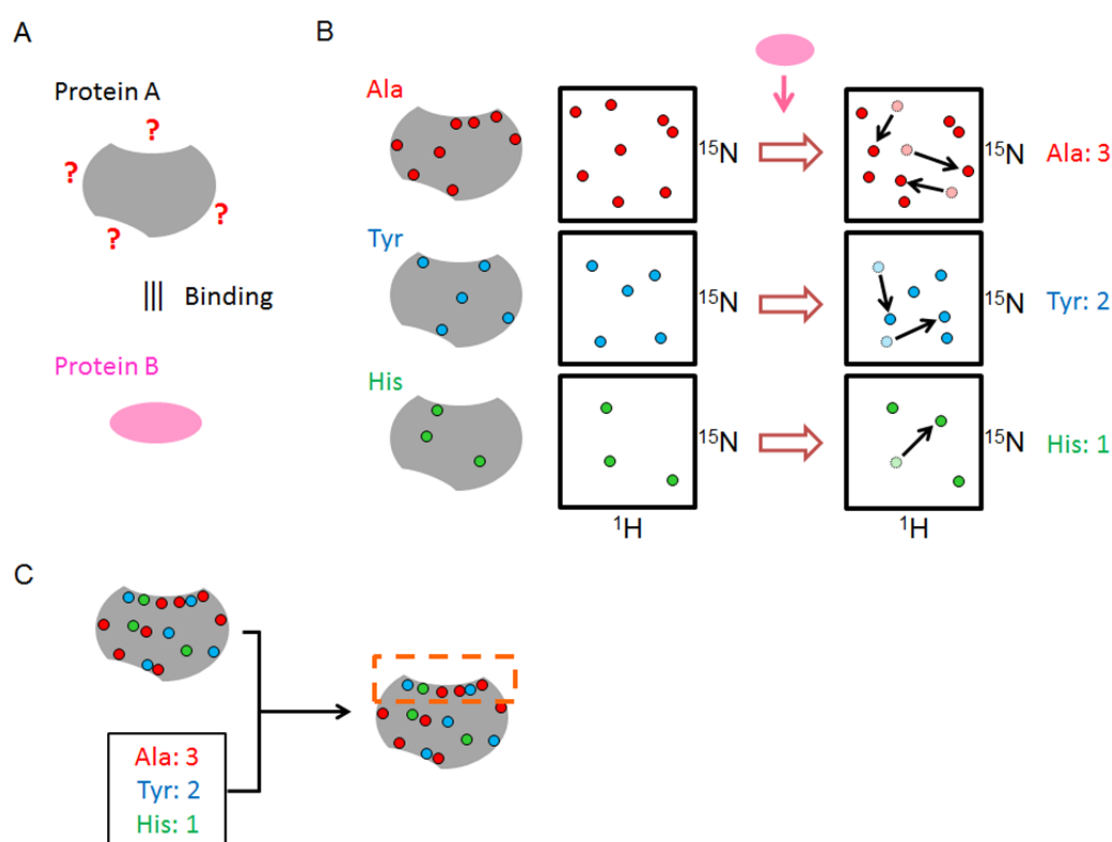 A
Protein A
?
?
?
?
Binding
Protein B
B
Ala
¹⁵N
¹⁵N
Ala: 3
Tyr
¹⁵N
¹⁵N
Tyr: 2
His
¹⁵N
¹⁵N
His: 1
¹H
¹H
C
Ala: 3
Tyr: 2
His: 1